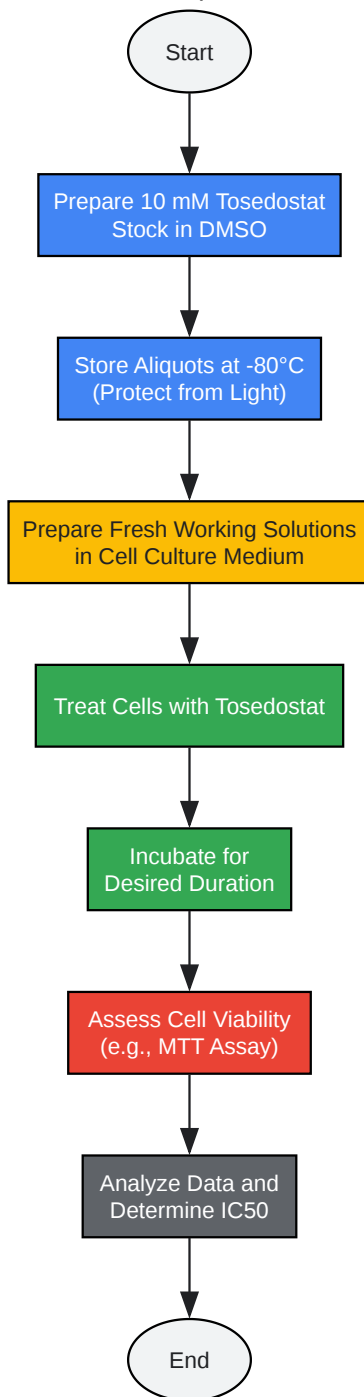 Start
Prepare 10 mM Tosedostat
Stock in DMSO
Store Aliquots at -80°C
(Protect from Light)
Prepare Fresh Working Solutions
in Cell Culture Medium
Treat Cells with Tosedostat
Incubate for
Desired Duration
Assess Cell Viability
(e.g., MTT Assay)
Analyze Data and
Determine IC50
End